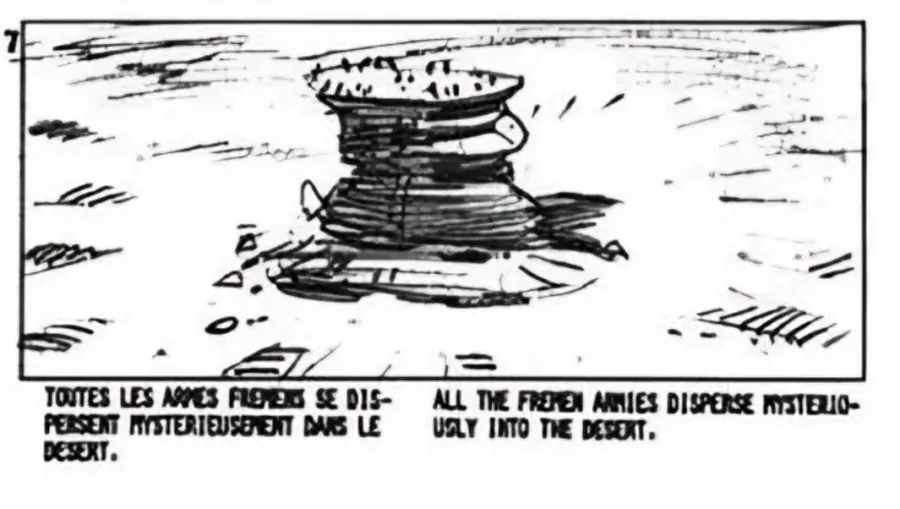 7
TOUTES LES ARMES FREMENS SE DIS-
PERSENT MYSTERIEUSEMENT DANS LE
DESERT.
ALL THE FREMEN ARMIES DISPERSE MYSTERIO-
USLY INTO THE DESERT.